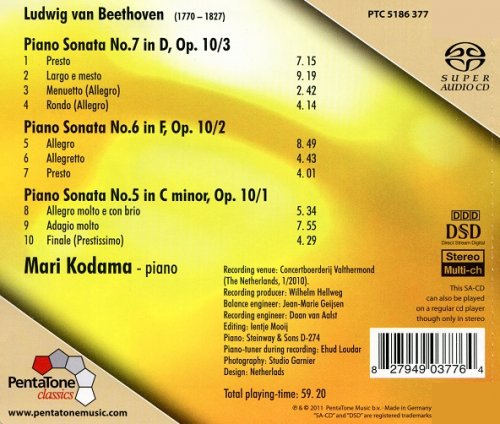 Ludwig van Beethoven (1770 – 1827)
PTC 5186 377
SUPER
AUDIO CD
Piano Sonata No.7 in D, Op. 10/3
1 Presto 7. 15
2 Largo e mesto 9. 19
3 Menuetto (Allegro) 2. 42
4 Rondo (Allegro) 4. 14
Piano Sonata No.6 in F, Op. 10/2
5 Allegro 8. 49
6 Allegretto 4. 43
7 Presto 4. 01
Piano Sonata No.5 in C minor, Op. 10/1
8 Allegro molto e con brio 5. 34
9 Adagio molto 7. 55
10 Finale (Prestissimo) 4. 29
Mari Kodama - piano
Recording venue: Concertboerderij Valthermond
(The Netherlands, 1/2010).
Recording producer: Wilhelm Hellweg
Balance engineer: Jean-Marie Geijsen
Recording engineer: Daan van Aalst
Editing: Ientje Mooij
Piano: Steinway & Sons D-274
Piano-tuner during recording: Ehud Loudar
Photography: Studio Garnier
Design: Netherlads
Total playing-time: 59. 20
DDD
DSD
Direct Stream Digital
Stereo
Multi-ch
This SA-CD
can also be played
on a regular cd player
though only in stereo
8 27949 03776 4
PentaTone
classics
www.pentatonemusic.com
℗ & © 2011 PentaTone Music b.v. - Made in Germany
"SA-CD" and "DSD" are registered trademarks